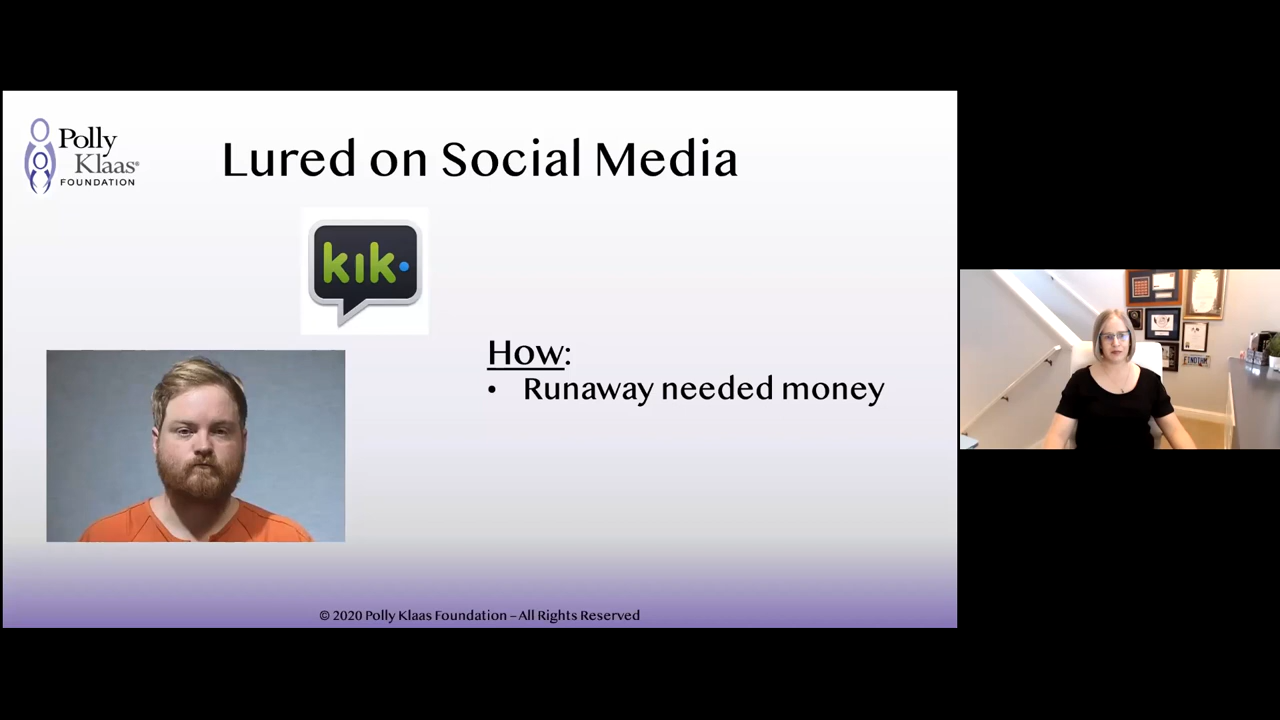 Polly
Klaas®
FOUNDATION
Lured on Social Media
kik.
How:
• Runaway needed money
© 2020 Polly Klaas Foundation – All Rights Reserved